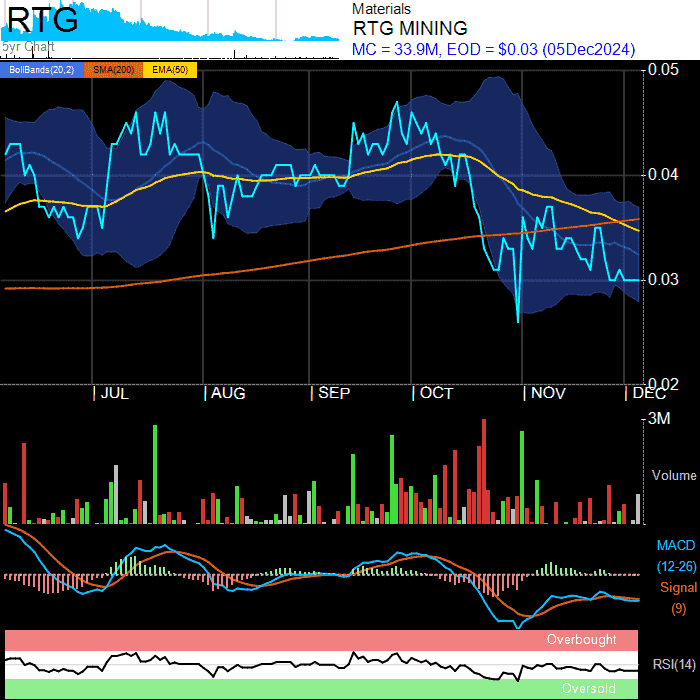 RTG
5yr Chart
Materials
RTG MINING
MC = 33.9M, EOD = $0.03 (05Dec2024)
BollBands(20,2) SMA(200) EMA(50)
0.05
0.04
0.03
0.02
JUL AUG SEP OCT NOV DEC
3M
Volume
MACD
(12-26)
Signal
(9)
Overbought
RSI(14)
Oversold